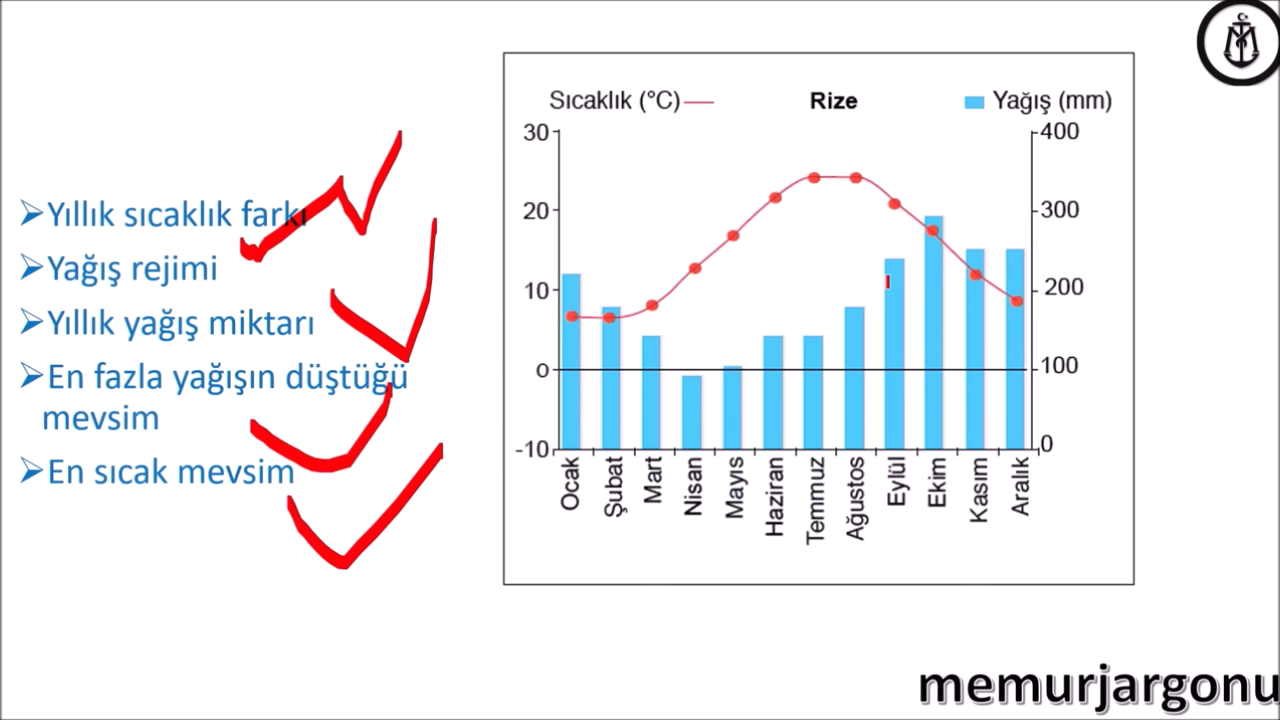 ➢Yıllık sıcaklık farkı
➢Yağış rejimi
➢Yıllık yağış miktarı
➢En fazla yağışın düştüğü
mevsim
➢En sıcak mevsim
Sıcaklık (°C) Rize Yağış (mm)
30 400
20 300
10 200
0 100
-10 0
Ocak Şubat Mart Nisan Mayıs Haziran Temmuz Ağustos Eylül Ekim Kasım Aralık
memurjargonu